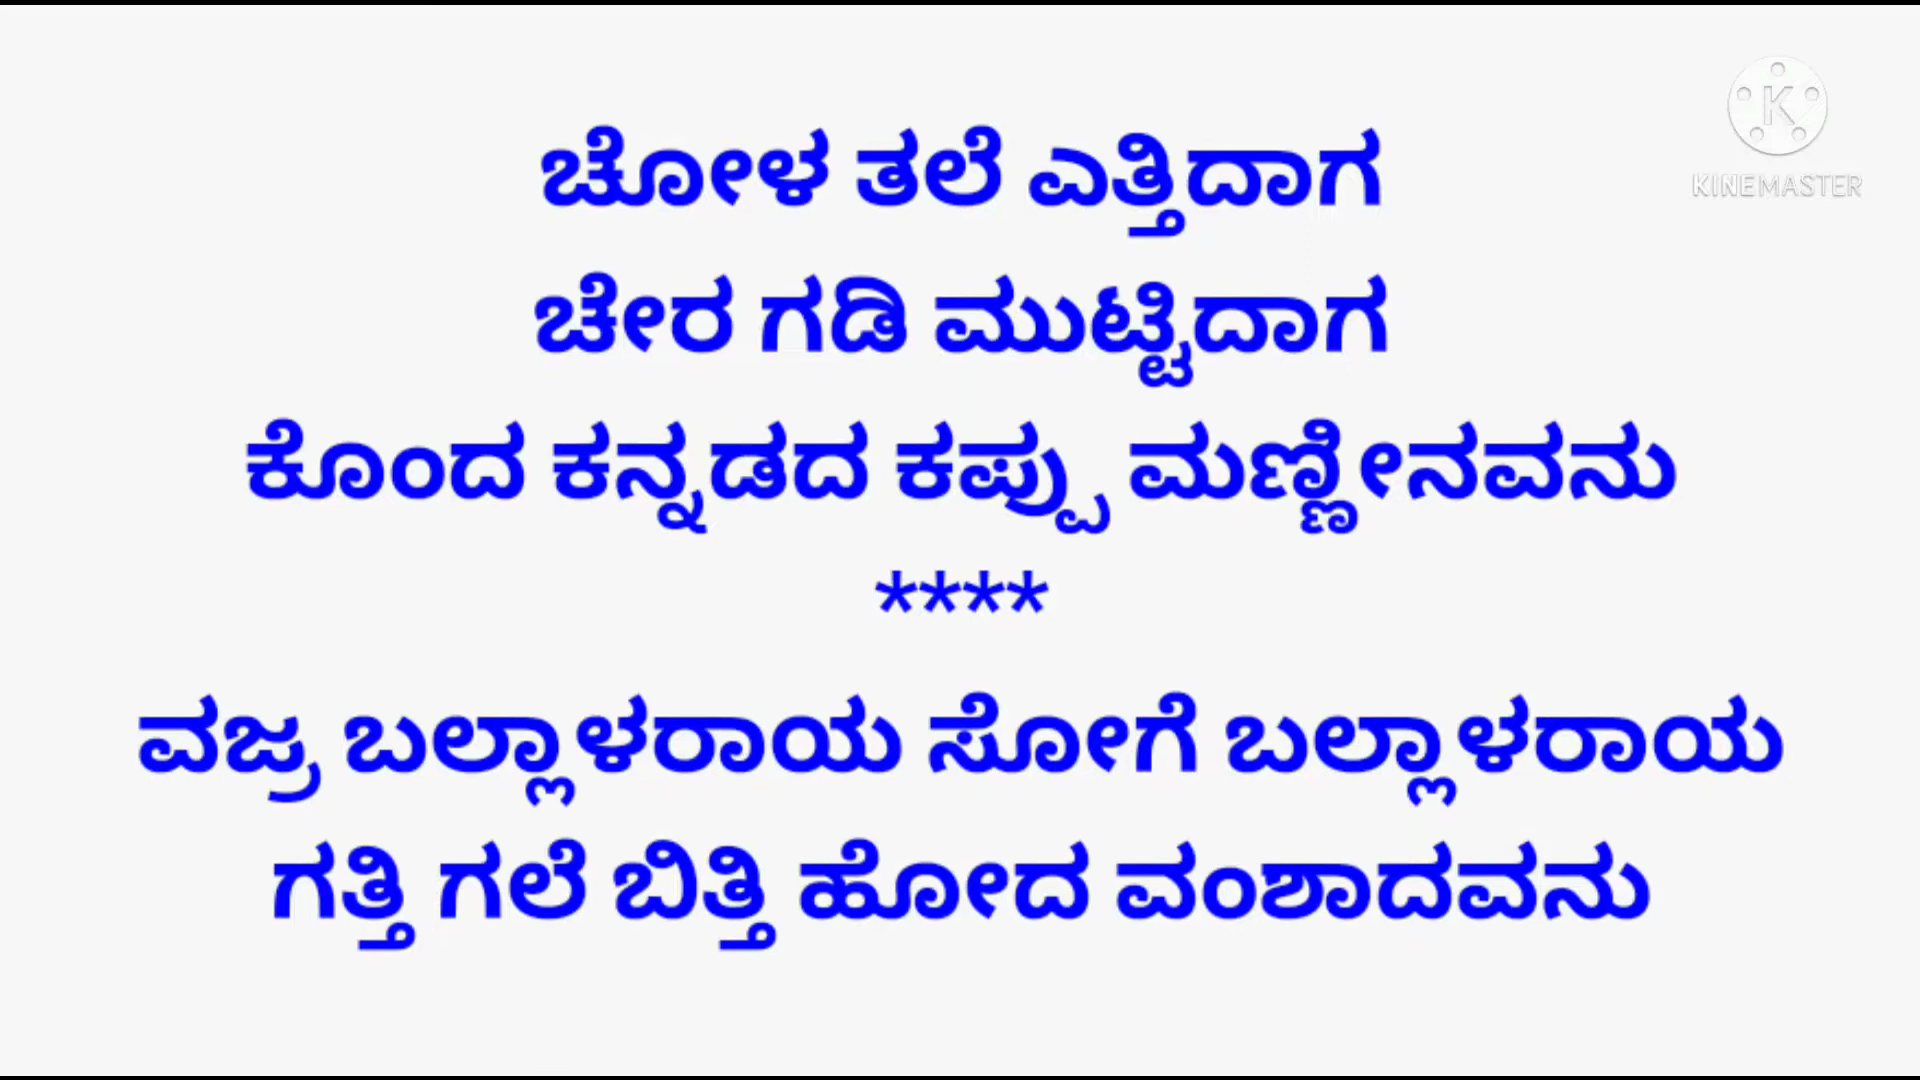 ಚೋಳ ತಲೆ ಎತ್ತಿದಾಗ
ಚೇರ ಗಡಿ ಮುಟ್ಟಿದಾಗ
ಕೊಂದ ಕನ್ನಡದ ಕಪ್ಪು ಮಣ್ಣೀನವನು
****
ವಜ್ರ ಬಲ್ಲಾಳರಾಯ ಸೋಗೆ ಬಲ್ಲಾಳರಾಯ
ಗತ್ತಿ ಗಲೆ ಬಿತ್ತಿ ಹೋದ ವಂಶಾದವನು
K
KINEMASTER